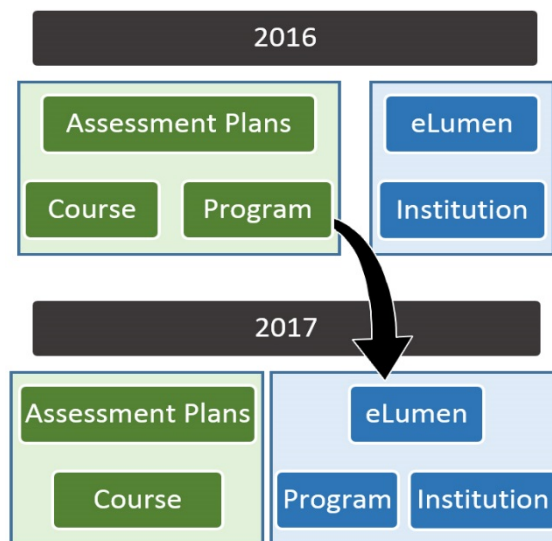 2016
Assessment Plans
eLumen
Course
Program
Institution
2017
Assessment Plans
eLumen
Course
Program
Institution